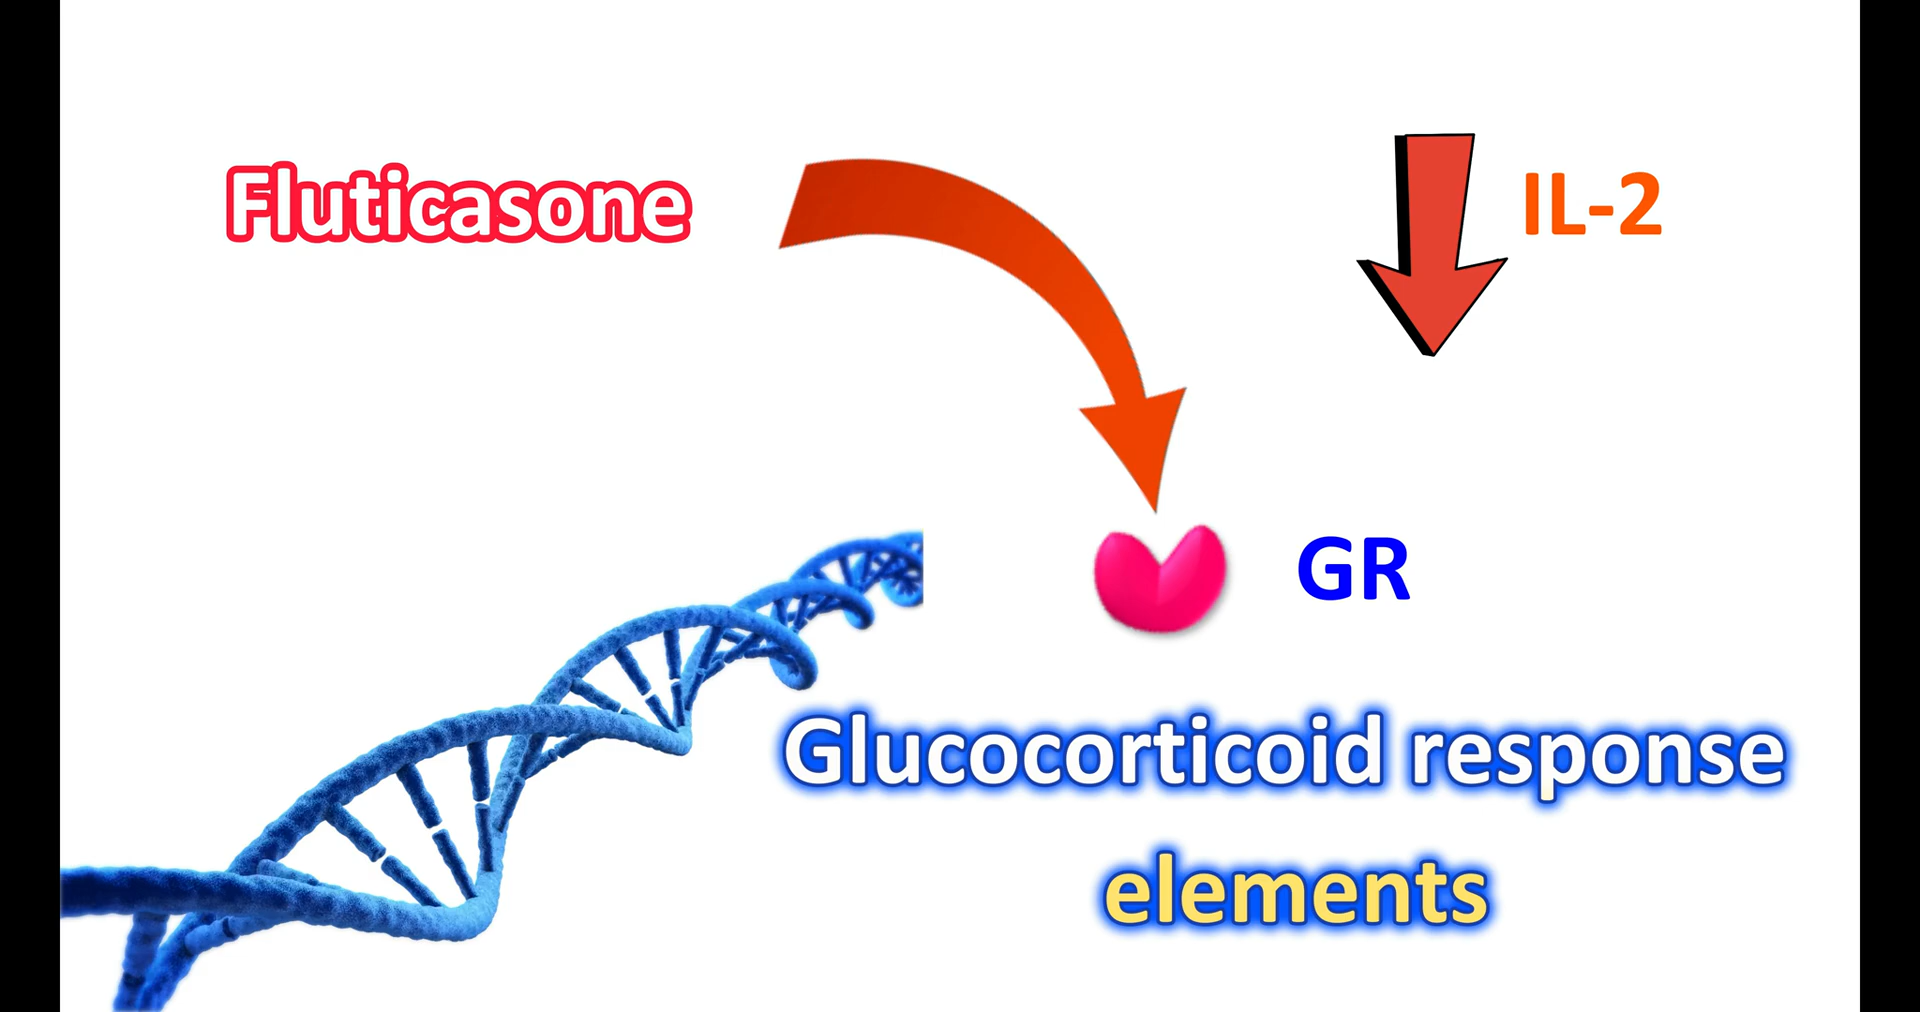 Fluticasone
IL-2
GR
Glucocorticoid response
elements